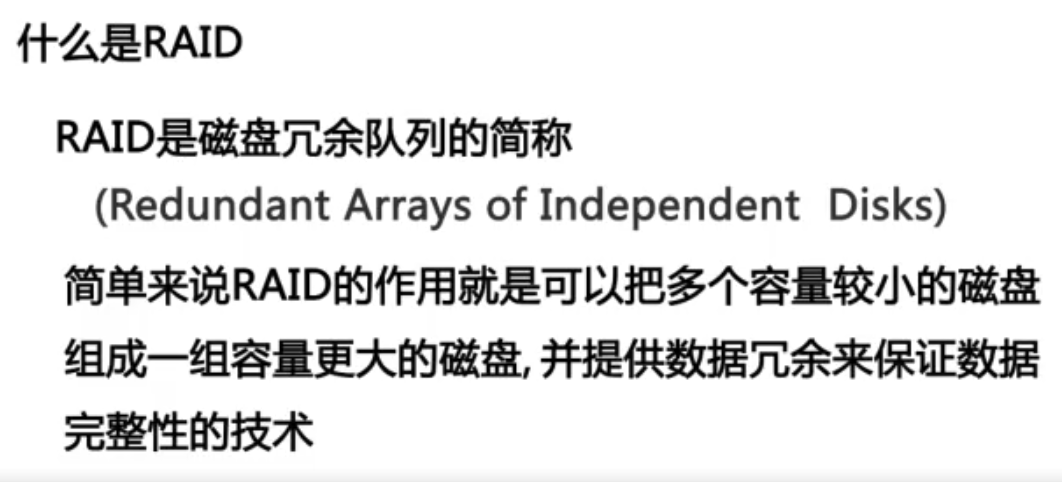 什么是RAID
RAID是磁盘冗余队列的简称
(Redundant Arrays of Independent Disks)
简单来说RAID的作用就是可以把多个容量较小的磁盘
组成一组容量更大的磁盘,并提供数据冗余来保证数据
完整性的技术